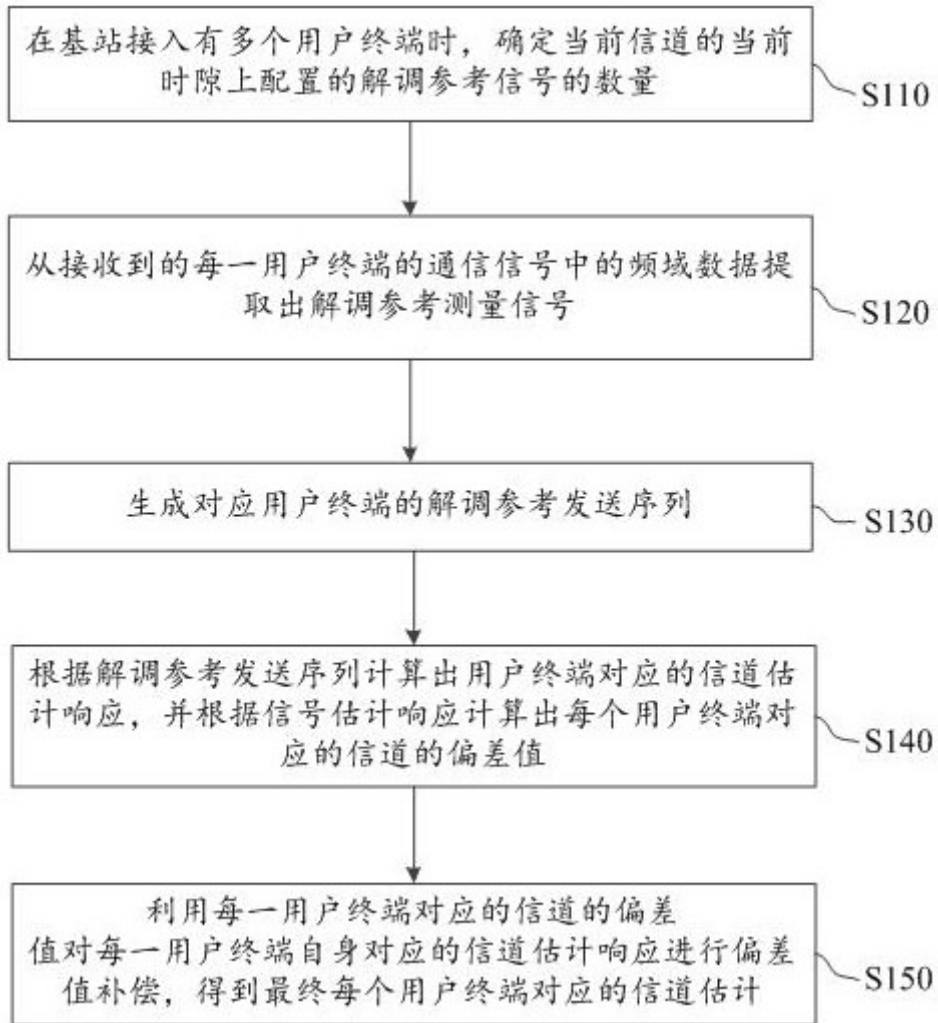 在基站接入有多个用户终端时，确定当前信道的当前
时隙上配置的解调参考信号的数量
S110
从接收到的每一用户终端的通信信号中的频域数据提
取出解调参考测量信号
S120
生成对应用户终端的解调参考发送序列
S130
根据解调参考发送序列计算出用户终端对应的信道估
计响应，并根据信号估计响应计算出每个用户终端对
应的信道的偏差值
S140
利用每一用户终端对应的信道的偏差
值对每一用户终端自身对应的信道估计响应进行偏差
值补偿，得到最终每个用户终端对应的信道估计
S150